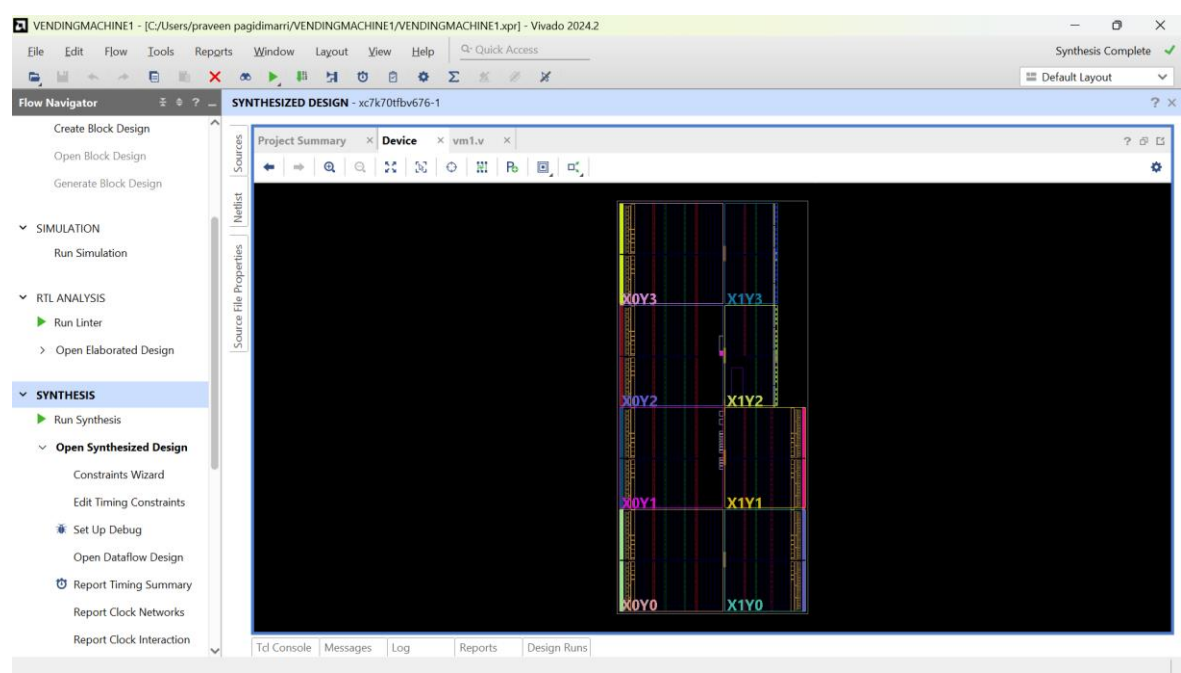 VENDINGMACHINE1 - [C:/Users/praveen pagidimarri/VENDINGMACHINE1/VENDINGMACHINE1.xpr] - Vivado 2024.2
File Edit Flow Tools Reports Window Layout View Help Quick Access Synthesis Complete
Default Layout
Flow Navigator
SYNTHESIZED DESIGN - xc7k70tfbv676-1
Create Block Design
Open Block Design
Generate Block Design
SIMULATION
Run Simulation
RTL ANALYSIS
Run Linter
Open Elaborated Design
SYNTHESIS
Run Synthesis
Open Synthesized Design
Constraints Wizard
Edit Timing Constraints
Set Up Debug
Open Dataflow Design
Report Timing Summary
Report Clock Networks
Report Clock Interaction
Sources
Netlist
Source File Properties
Project Summary Device vm1.v
X0Y3 X1Y3
X0Y2 X1Y2
X0Y1 X1Y1
X0Y0 X1Y0
Tcl Console Messages Log Reports Design Runs